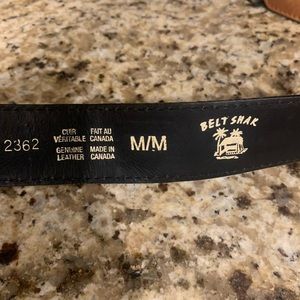 2362
CUIR
VÉRITABLE
GENUINE
LEATHER
FAIT AU
CANADA
MADE IN
CANADA
M/M
BELT SHAK